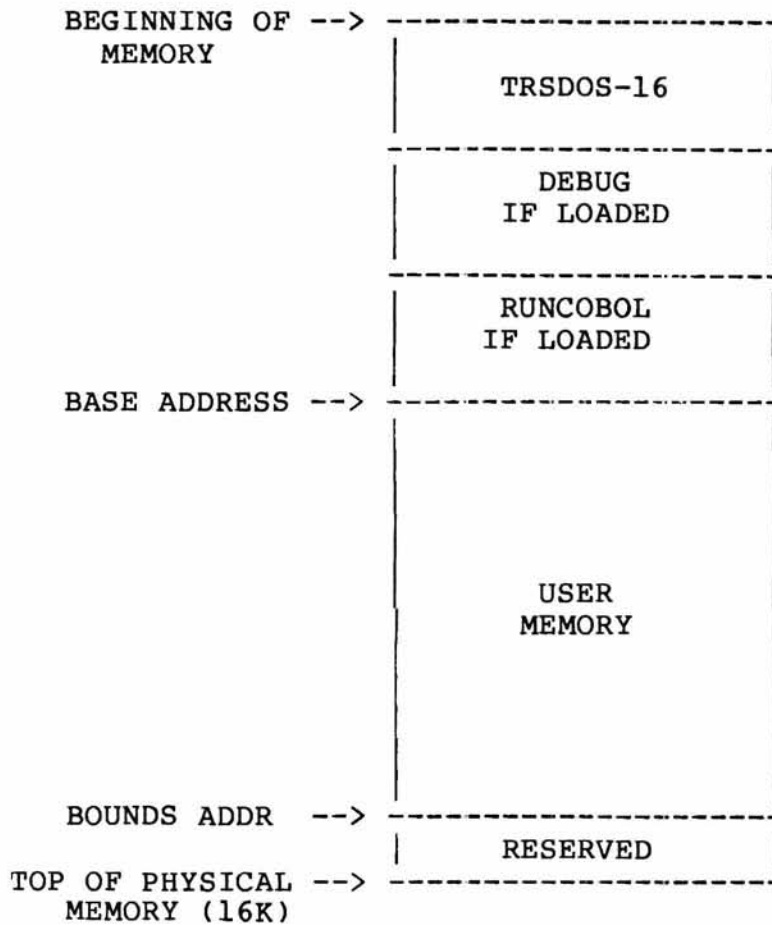 BEGINNING OF -->
MEMORY
TRSDOS-16
DEBUG
IF LOADED
RUNCOBOL
IF LOADED
BASE ADDRESS -->
USER
MEMORY
BOUNDS ADDR -->
RESERVED
TOP OF PHYSICAL -->
MEMORY (16K)